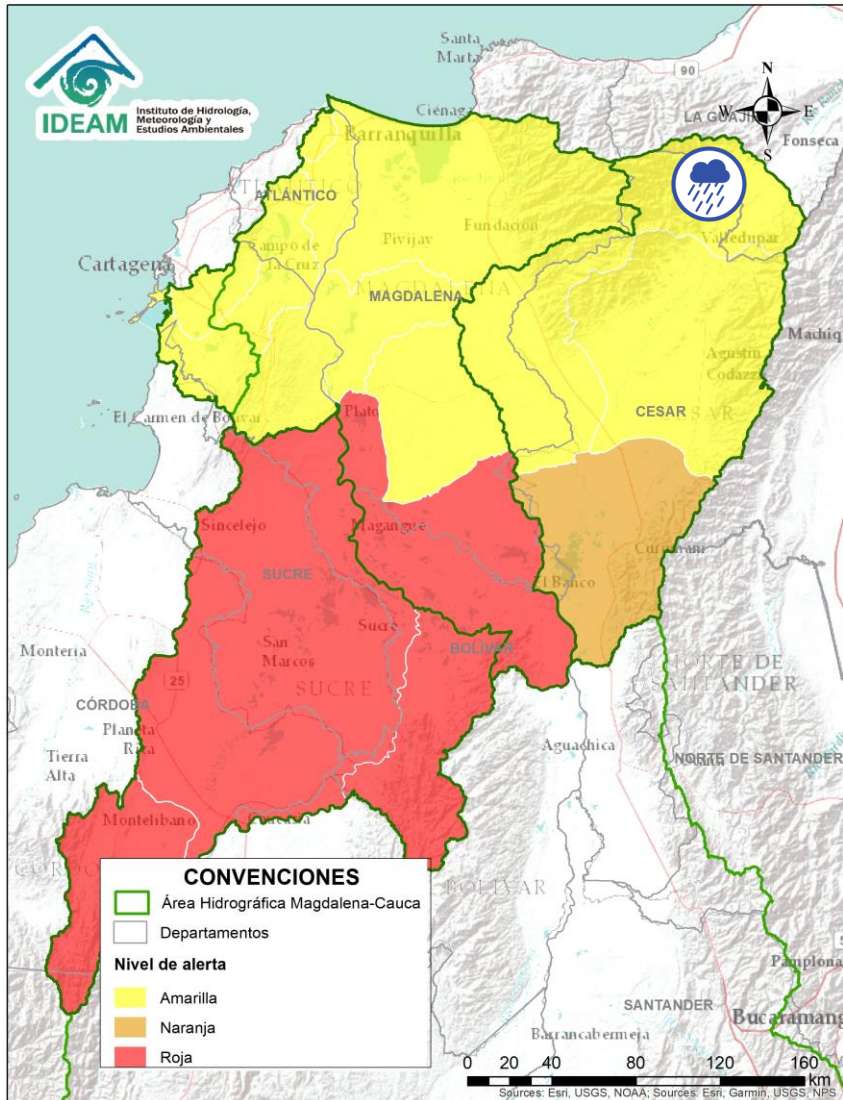 IDEAM
Instituto de Hidrología,
Meteorología y
Estudios Ambientales
Santa
Marta
90
N
W
E
S
LA GUAJIRA
Fonseca
Ciénaga
Barranquilla
ATLÁNTICO
Campo de
la Cruz
Pivijay
Fundación
Valledupar
Cartagena
MAGDALENA
Machiq
Agustín
Codazzi
CESAR
El Carmen de Bolívar
Plato
Sincelejo
Magangué
SUCRE
Curumaní
El Banco
Sucre
San
Marcos
BOLÍVAR
SUCRE
Montería
25
NORTE DE
SANTANDER
CÓRDOBA
Planeta
Rica
Tierra
Alta
Aguachica
NORTE DE SANTANDER
Montelíbano
BOLÍVAR
CONVENCIONES
Área Hidrográfica Magdalena-Cauca
Departamentos
Nivel de alerta
Amarilla
Naranja
Roja
Pamplona
SANTANDER
Bucaramang
Barrancabermeja
0 20 40 80 120 160
km
Sources: Esri, USGS, NOAA; Sources: Esri, Garmin, USGS, NPS